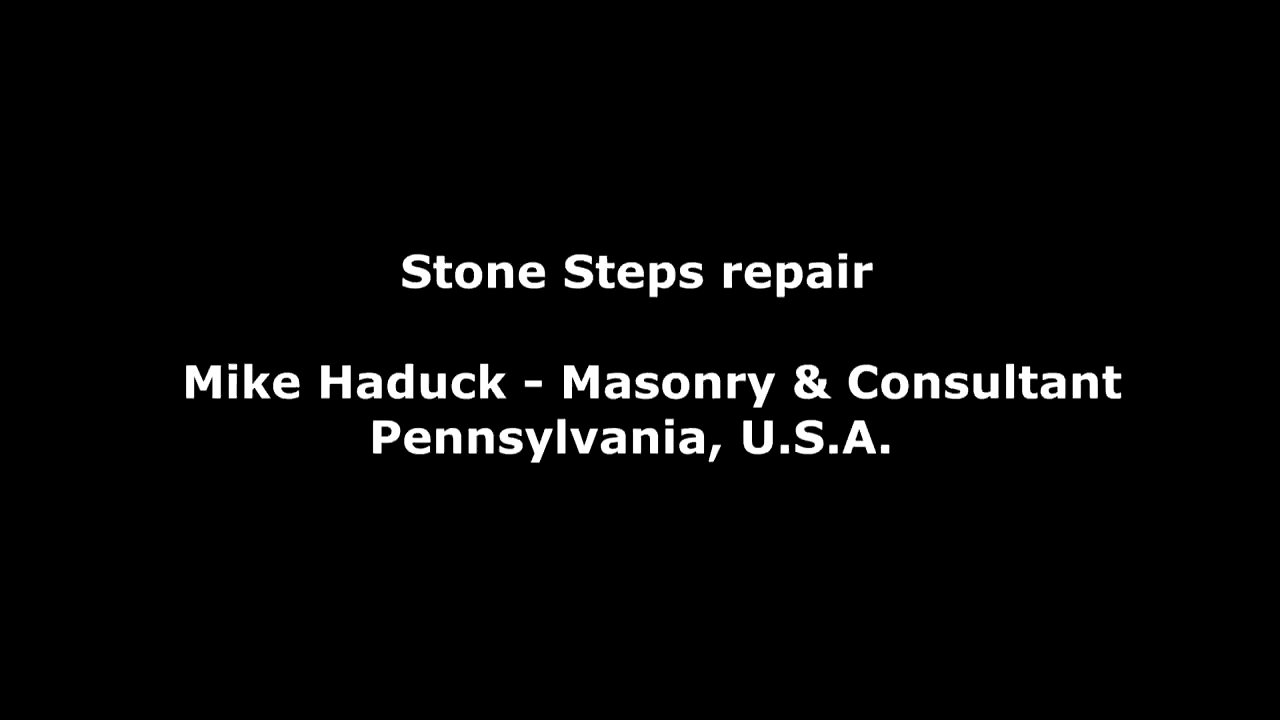 Stone Steps repair
Mike Haduck - Masonry & Consultant
Pennsylvania, U.S.A.